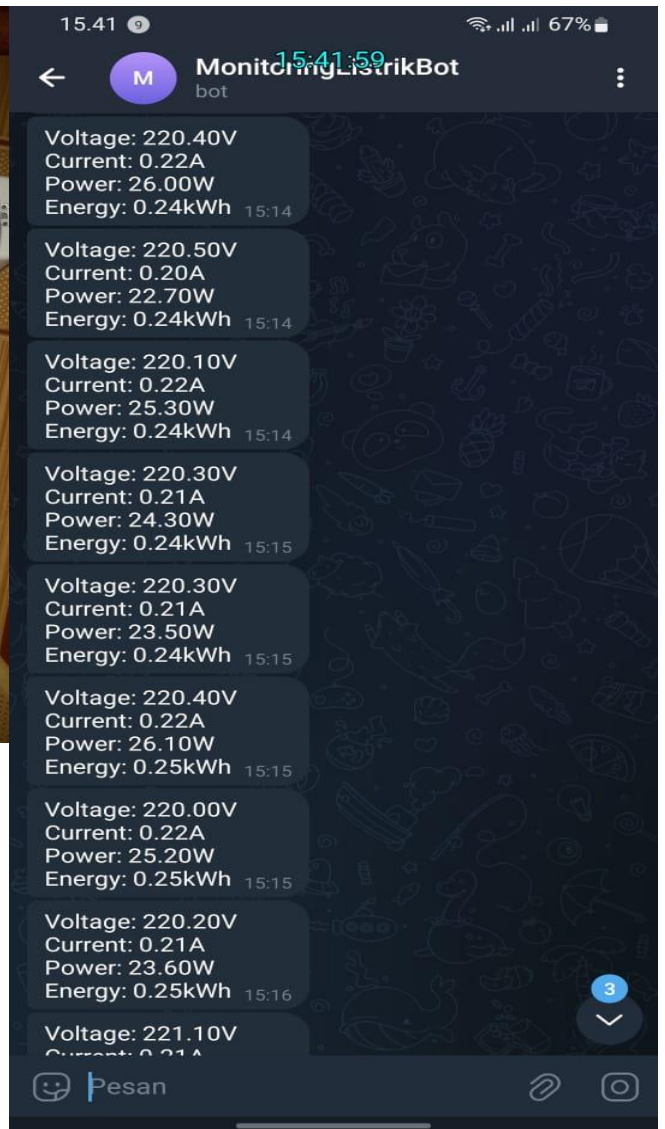 15.41 9 67%
15:41:59
M MonitoringListrikBot
bot
Voltage: 220.40V
Current: 0.22A
Power: 26.00W
Energy: 0.24kWh 15:14
Voltage: 220.50V
Current: 0.20A
Power: 22.70W
Energy: 0.24kWh 15:14
Voltage: 220.10V
Current: 0.22A
Power: 25.30W
Energy: 0.24kWh 15:14
Voltage: 220.30V
Current: 0.21A
Power: 24.30W
Energy: 0.24kWh 15:15
Voltage: 220.30V
Current: 0.21A
Power: 23.50W
Energy: 0.24kWh 15:15
Voltage: 220.40V
Current: 0.22A
Power: 26.10W
Energy: 0.25kWh 15:15
Voltage: 220.00V
Current: 0.22A
Power: 25.20W
Energy: 0.25kWh 15:15
Voltage: 220.20V
Current: 0.21A
Power: 23.60W
Energy: 0.25kWh 15:16
3
Voltage: 221.10V
Current: 0.21A
Pesan